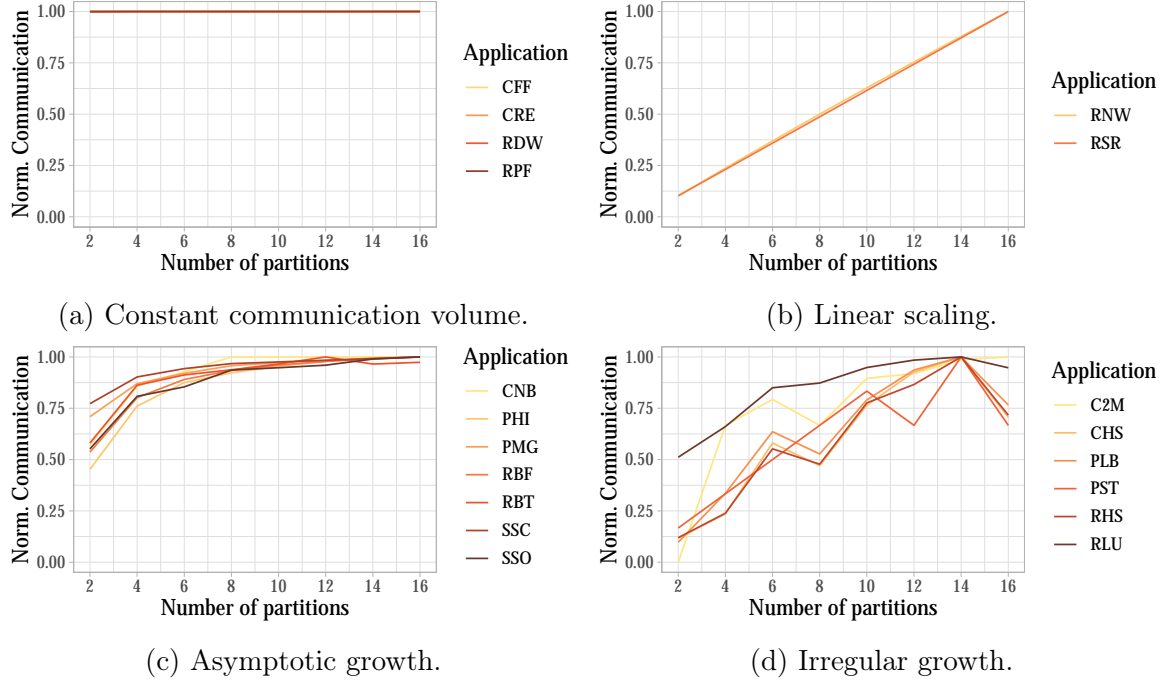 Norm. Communication
1.00
0.75
0.50
0.25
0.00
2 4 6 8 10 12 14 16
Number of partitions
Application
CFF
CRE
RDW
RPF
(a) Constant communication volume.
Norm. Communication
1.00
0.75
0.50
0.25
0.00
2 4 6 8 10 12 14 16
Number of partitions
Application
RNW
RSR
(b) Linear scaling.
Norm. Communication
1.00
0.75
0.50
0.25
0.00
2 4 6 8 10 12 14 16
Number of partitions
Application
CNB
PHI
PMG
RBF
RBT
SSC
SSO
(c) Asymptotic growth.
Norm. Communication
1.00
0.75
0.50
0.25
0.00
2 4 6 8 10 12 14 16
Number of partitions
Application
C2M
CHS
PLB
PST
RHS
RLU
(d) Irregular growth.